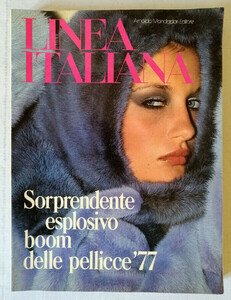 LINEA
Arnoldo Mondadori Editore
ITALIANA
Sorprendente
esplosivo
boom
delle pellicce '77